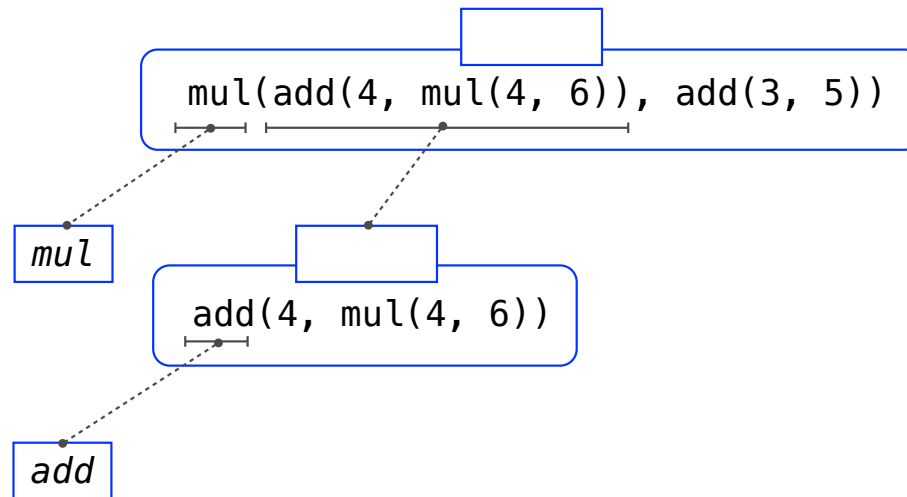 mul(add(4, mul(4, 6)), add(3, 5))
mul
add(4, mul(4, 6))
add